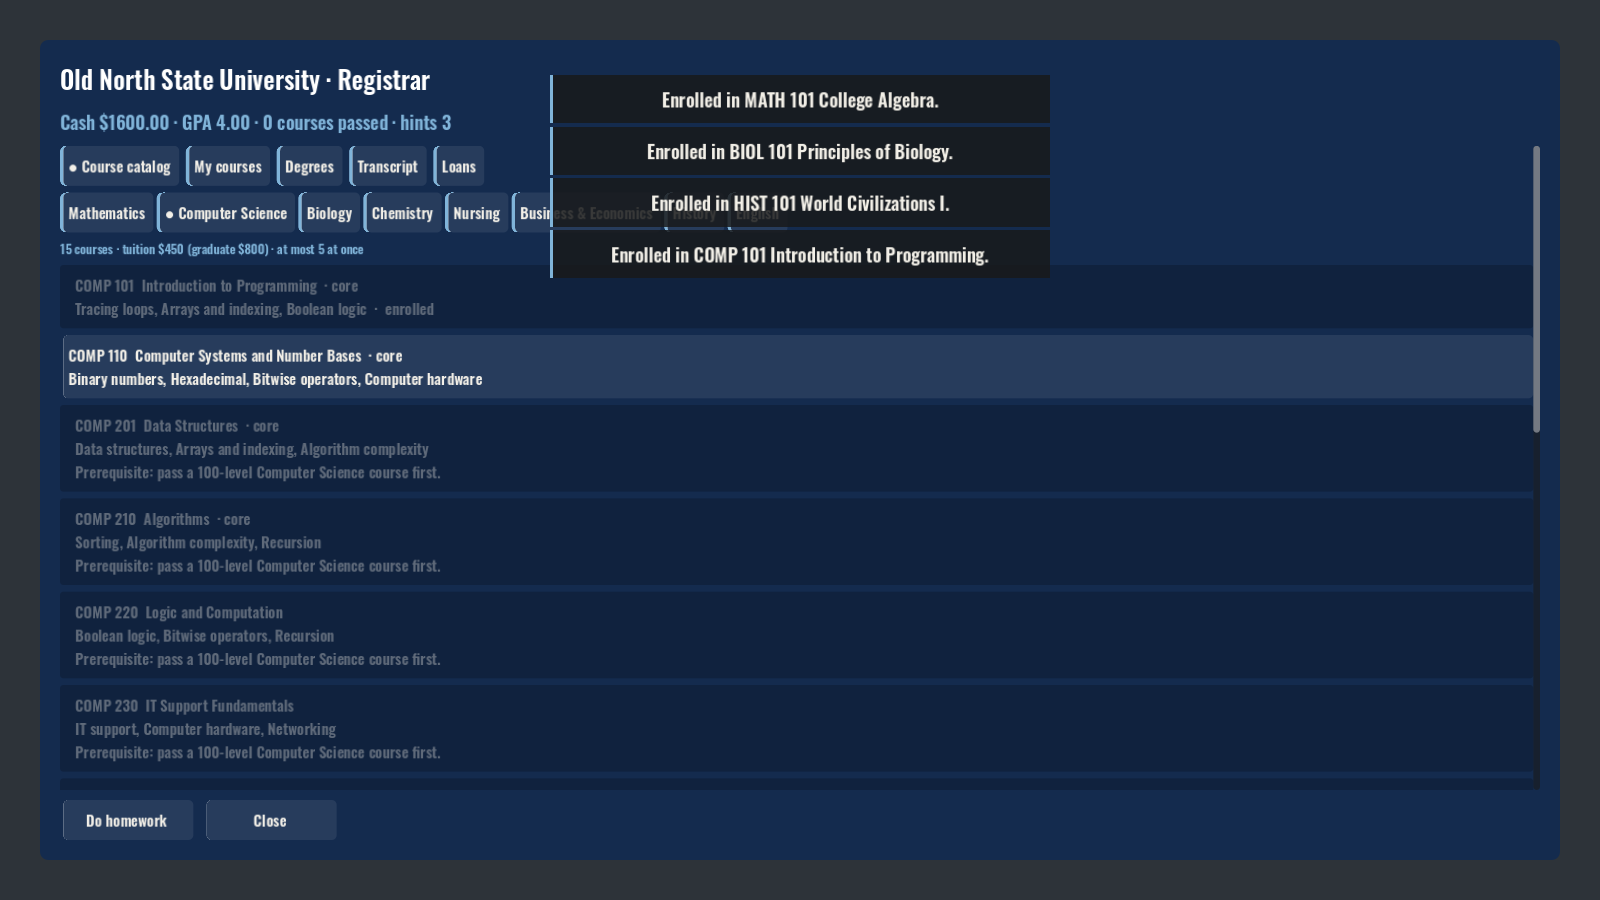 Old North State University · Registrar
Cash $1600.00 · GPA 4.00 · 0 courses passed · hints 3
Enrolled in MATH 101 College Algebra.
Enrolled in BIOL 101 Principles of Biology.
Enrolled in HIST 101 World Civilizations I.
Enrolled in COMP 101 Introduction to Programming.
● Course catalog My courses Degrees Transcript Loans
Mathematics ● Computer Science Biology Chemistry Nursing Business & Economics History English
15 courses · tuition $450 (graduate $800) · at most 5 at once
COMP 101 Introduction to Programming · core
Tracing loops, Arrays and indexing, Boolean logic · enrolled
COMP 110 Computer Systems and Number Bases · core
Binary numbers, Hexadecimal, Bitwise operators, Computer hardware
COMP 201 Data Structures · core
Data structures, Arrays and indexing, Algorithm complexity
Prerequisite: pass a 100-level Computer Science course first.
COMP 210 Algorithms · core
Sorting, Algorithm complexity, Recursion
Prerequisite: pass a 100-level Computer Science course first.
COMP 220 Logic and Computation
Boolean logic, Bitwise operators, Recursion
Prerequisite: pass a 100-level Computer Science course first.
COMP 230 IT Support Fundamentals
IT support, Computer hardware, Networking
Prerequisite: pass a 100-level Computer Science course first.
Do homework Close